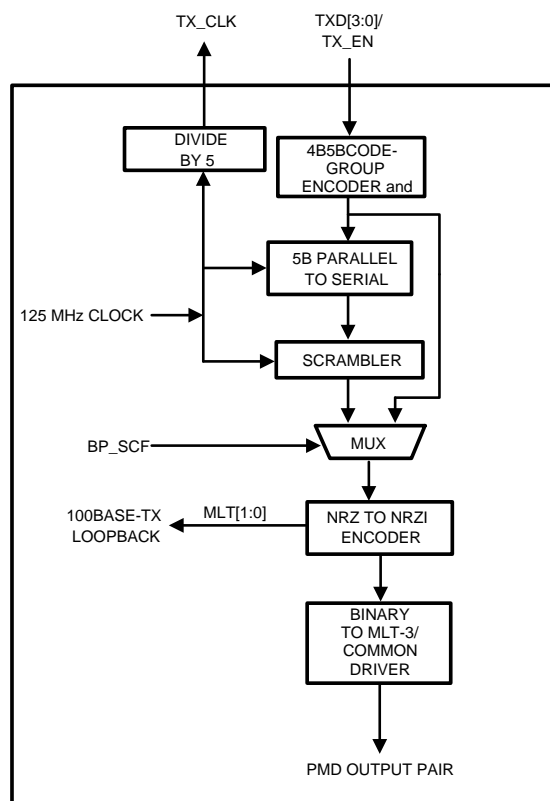 TX_CLK
TXD[3:0]/
TX_EN
DIVIDE
BY 5
4B5BCODE-
GROUP
ENCODER and
5B PARALLEL
TO SERIAL
125 MHz CLOCK
SCRAMBLER
BP_SCF
MUX
100BASE-TX
LOOPBACK
MLT[1:0]
NRZ TO NRZI
ENCODER
BINARY
TO MLT-3/
COMMON
DRIVER
PMD OUTPUT PAIR